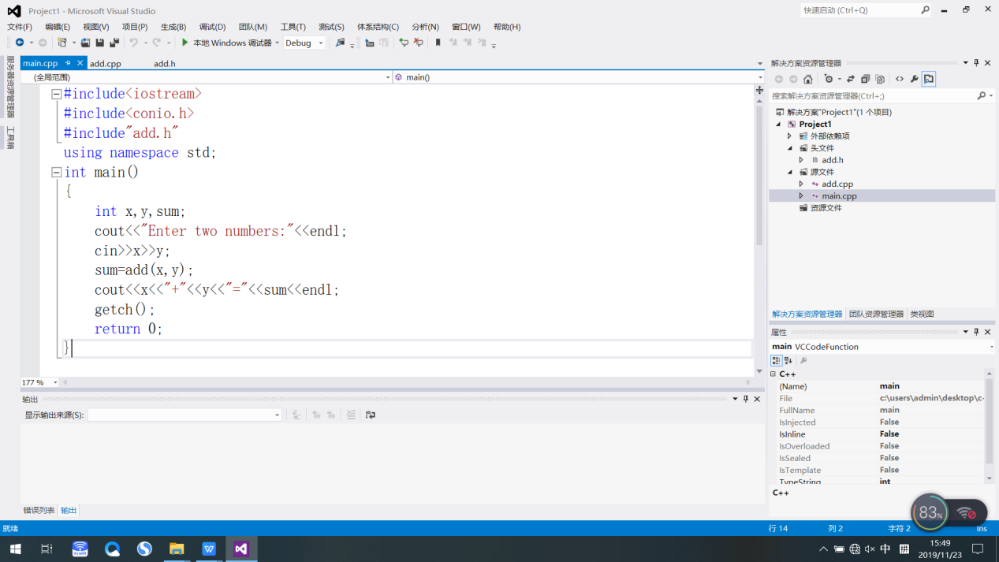 Project1 - Microsoft Visual Studio
快速启动 (Ctrl+Q)
文件(F) 编辑(E) 视图(V) 项目(P) 生成(B) 调试(D) 团队(M) 工具(T) 测试(S) 体系结构(C) 分析(N) 窗口(W) 帮助(H)
本地 Windows 调试器 Debug
服务器资源管理器
工具箱
main.cpp add.cpp add.h
(全局范围) main()
#include<iostream>
#include<conio.h>
#include"add.h"
using namespace std;
int main()
{
int x,y,sum;
cout<<"Enter two numbers:"<<endl;
cin>>x>>y;
sum=add(x,y);
cout<<x<<"+"<<y<<"="<<sum<<endl;
getch();
return 0;
}
177 %
输出
显示输出来源(S):
错误列表 输出
解决方案资源管理器
搜索解决方案资源管理器(Ctrl+;)
解决方案"Project1"(1 个项目)
Project1
外部依赖项
头文件
add.h
源文件
add.cpp
main.cpp
资源文件
解决方案资源管理器 团队资源管理器 类视图
属性
main VCCodeFunction
C++
(Name) main
File c:\users\admin\desktop\c-
FullName main
IsInjected False
IsInline False
IsOverloaded False
IsSealed False
IsTemplate False
TypeString int
C++
83%
就绪 行 14 列 2 字符 2 Ins
中 拼
15:49
2019/11/23